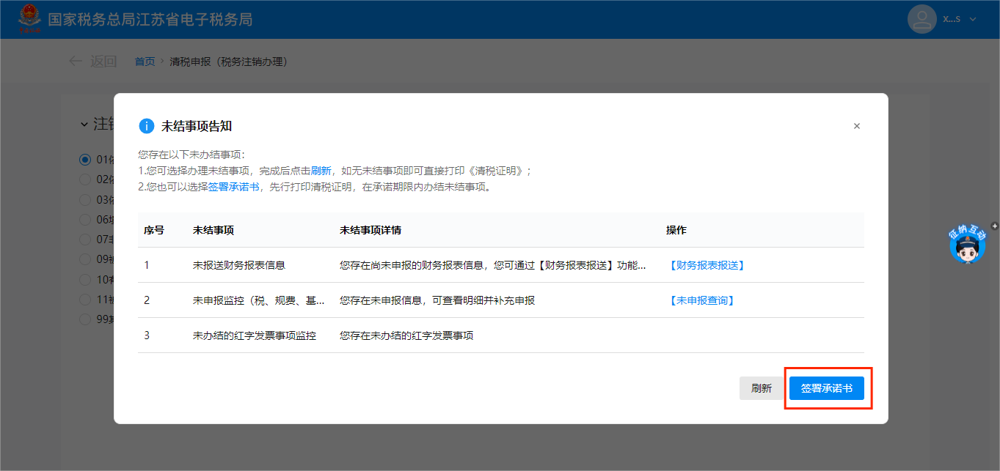 国家税务总局江苏省电子税务局
X...S
返回 首页 > 清税申报（税务注销办理）
未结事项告知
×
注销
01
您存在以下未办结事项：
02
1.您可选择办理未结事项，完成后点击刷新，如无未结事项即可直接打印《清税证明》；
2.您也可以选择签署承诺书，先行打印清税证明，在承诺期限内办结未结事项。
03
06
07
09
10
11
99
序号 未结事项 未结事项详情 操作
1 未报送财务报表信息 您存在尚未申报的财务报表信息，您可通过【财务报表报送】功能... 【财务报表报送】
2 未申报监控（税、规费、基... 您存在未申报信息，可查看明细并补充申报 【未申报查询】
3 未办结的红字发票事项监控 您存在未办结的红字发票事项
刷新 签署承诺书
征纳互动